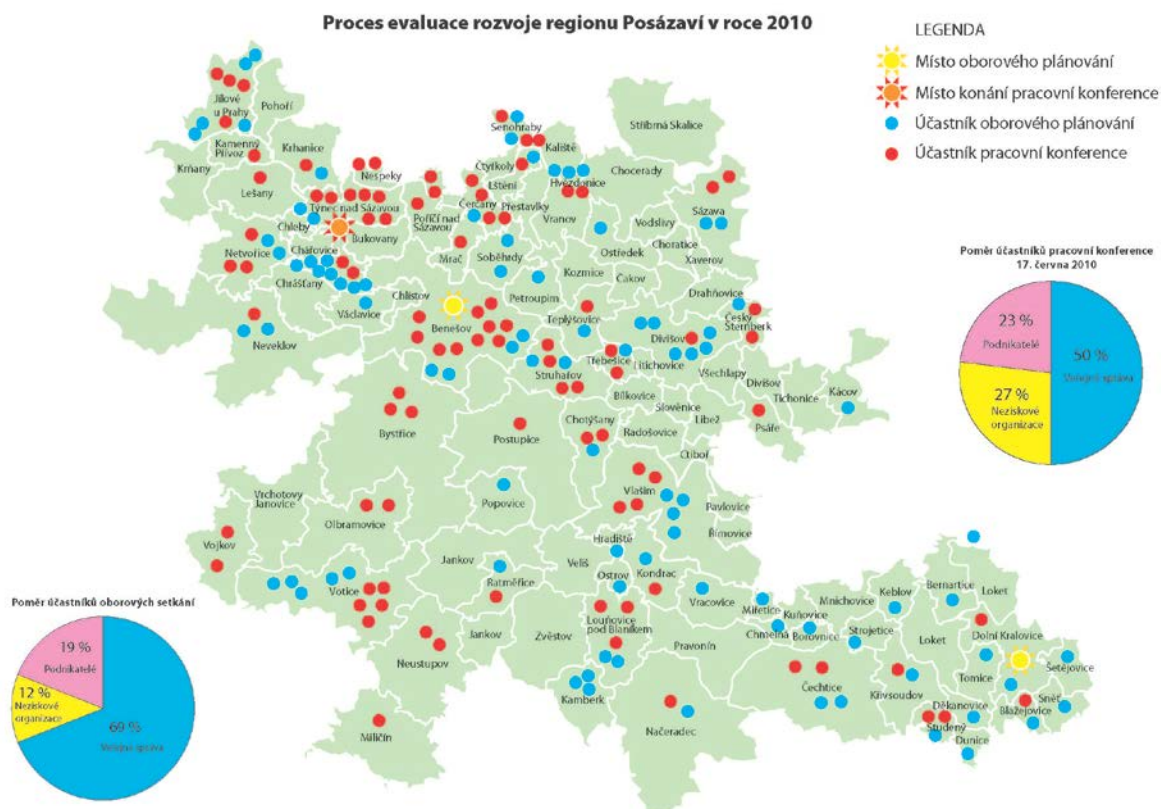 Proces evaluace rozvoje regionu Posázaví v roce 2010
LEGENDA
Místo oborového plánování
Místo konání pracovní konference
Účastník oborového plánování
Účastník pracovní konference
Jílové
u Prahy
Pohoří
Kamenný
Přívoz
Krhanice
Krňany
Lešany
Nespeky
Týnec nad Sázavou
Chleby
Bukovany
Chářovice
Netvořice
Chrášťany
Václavice
Neveklov
Senohraby
Kaliště
Čtyřkoly
Lštění
Hvězdonice
Čerčany
Přestavlky
Poříčí nad
Sázavou
Vranov
Mrač
Soběhrdy
Stříbrná Skalice
Chocerady
Sázava
Vodslivy
Ostředek
Choratice
Xaverov
Kozmice
Čakov
Chlístov
Petroupim
Drahňovice
Benešov
Teplýšovice
Český
Šternberk
Divišov
Třebešice
Litichovice
Struhařov
Všechlapy
Divišov
Kácov
Tichonice
Bílkovice
Slověnice
Psáře
Libež
Bystřice
Postupice
Chotýšany
Radošovice
Ctiboř
Vlašim
Popovice
Pavlovice
Vrchotovy
Janovice
Olbramovice
Římovice
Hradiště
Vojkov
Jankov
Veliš
Kondrac
Ostrov
Votice
Ratměřice
Vracovice
Louňovice
pod Blaníkem
Jankov
Zvěstov
Pravonín
Neustupov
Kamberk
Miličín
Načeradec
Miřetice
Kuňovice
Mnichovice
Keblov
Bernartice
Loket
Chmelná
Borovnice
Strojetice
Loket
Dolní Kralovice
Šetějovice
Tomice
Čechtice
Křivsoudov
Děkanovice
Snět
Blažejovice
Studený
Dunice
Poměr účastníků pracovní konference
17. června 2010
23 %
Podnikatelé
50 %
Veřejná správa
27 %
Neziskové
organizace
Poměr účastníků oborových setkání
19 %
Podnikatelé
12 %
Neziskové
organizace
69 %
Veřejná správa